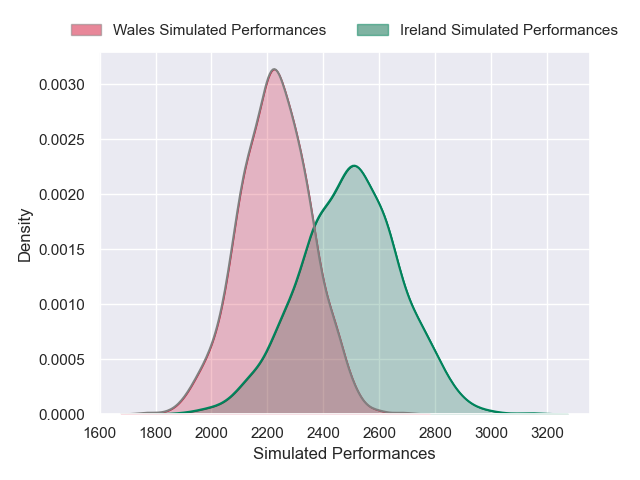 Wales Simulated Performances Ireland Simulated Performances
0.0030
0.0025
0.0020
0.0015
0.0010
0.0005
0.0000
Density
1600 1800 2000 2200 2400 2600 2800 3000 3200
Simulated Performances